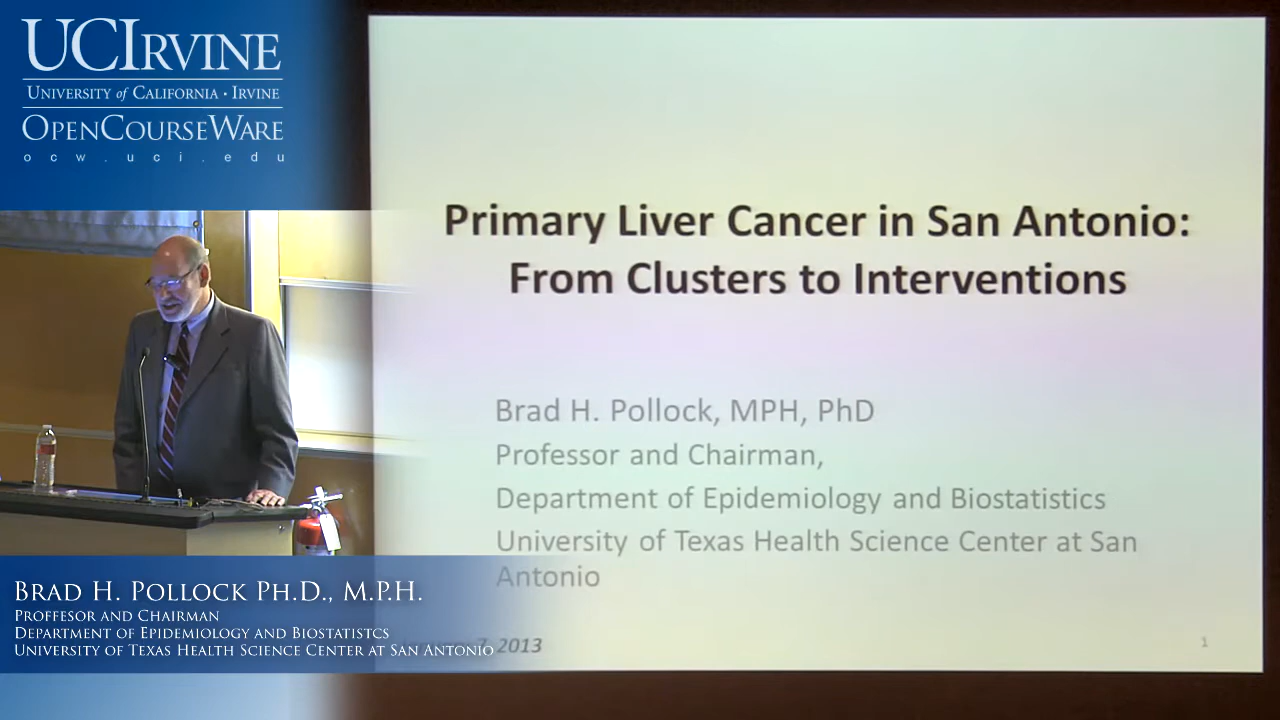 UCIRVINE
UNIVERSITY of CALIFORNIA · IRVINE
OPENCOURSEWARE
ocw.uci.edu
Primary Liver Cancer in San Antonio:
From Clusters to Interventions
Brad H. Pollock, MPH, PhD
Professor and Chairman,
Department of Epidemiology and Biostatistics
University of Texas Health Science Center at San
Antonio
2013
1
BRAD H. POLLOCK PH.D., M.P.H.
PROFFESOR AND CHAIRMAN
DEPARTMENT OF EPIDEMIOLOGY AND BIOSTATISTCS
UNIVERSITY OF TEXAS HEALTH SCIENCE CENTER AT SAN ANTONIO